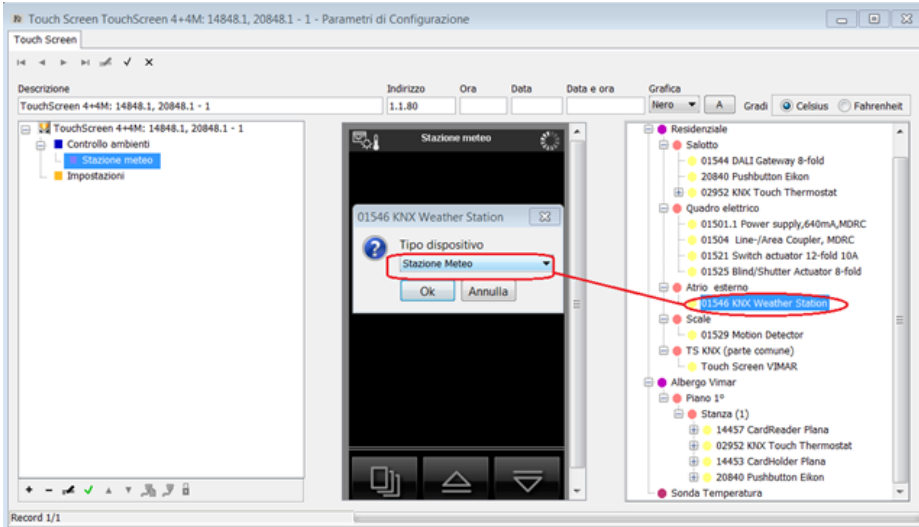 Touch Screen TouchScreen 4+4M: 14848.1, 20848.1 - 1 - Parametri di Configurazione
Touch Screen
Descrizione
Indirizzo
Ora
Data
Data e ora
Grafica
TouchScreen 4+4M: 14848.1, 20848.1 - 1
1.1.80
Nero
A
Gradi
Celsius
Fahrenheit
TouchScreen 4+4M: 14848.1, 20848.1 - 1
Controllo ambienti
Stazione meteo
Impostazioni
Stazione meteo
01546 KNX Weather Station
Tipo dispositivo
Stazione Meteo
Ok
Annulla
Residenziale
Salotto
01544 DALI Gateway 8-fold
20840 Pushbutton Eikon
02952 KNX Touch Thermostat
Quadro elettrico
01501.1 Power supply,640mA,MDRC
01504 Line-/Area Coupler, MDRC
01521 Switch actuator 12-fold 10A
01525 Blind/Shutter Actuator 8-fold
Atrio esterno
01546 KNX Weather Station
Scale
01529 Motion Detector
TS KNX (parte comune)
Touch Screen VIMAR
Albergo Vimar
Piano 1°
Stanza (1)
14457 CardReader Plana
02952 KNX Touch Thermostat
14453 CardHolder Plana
20840 Pushbutton Eikon
Sonda Temperatura
Record 1/1